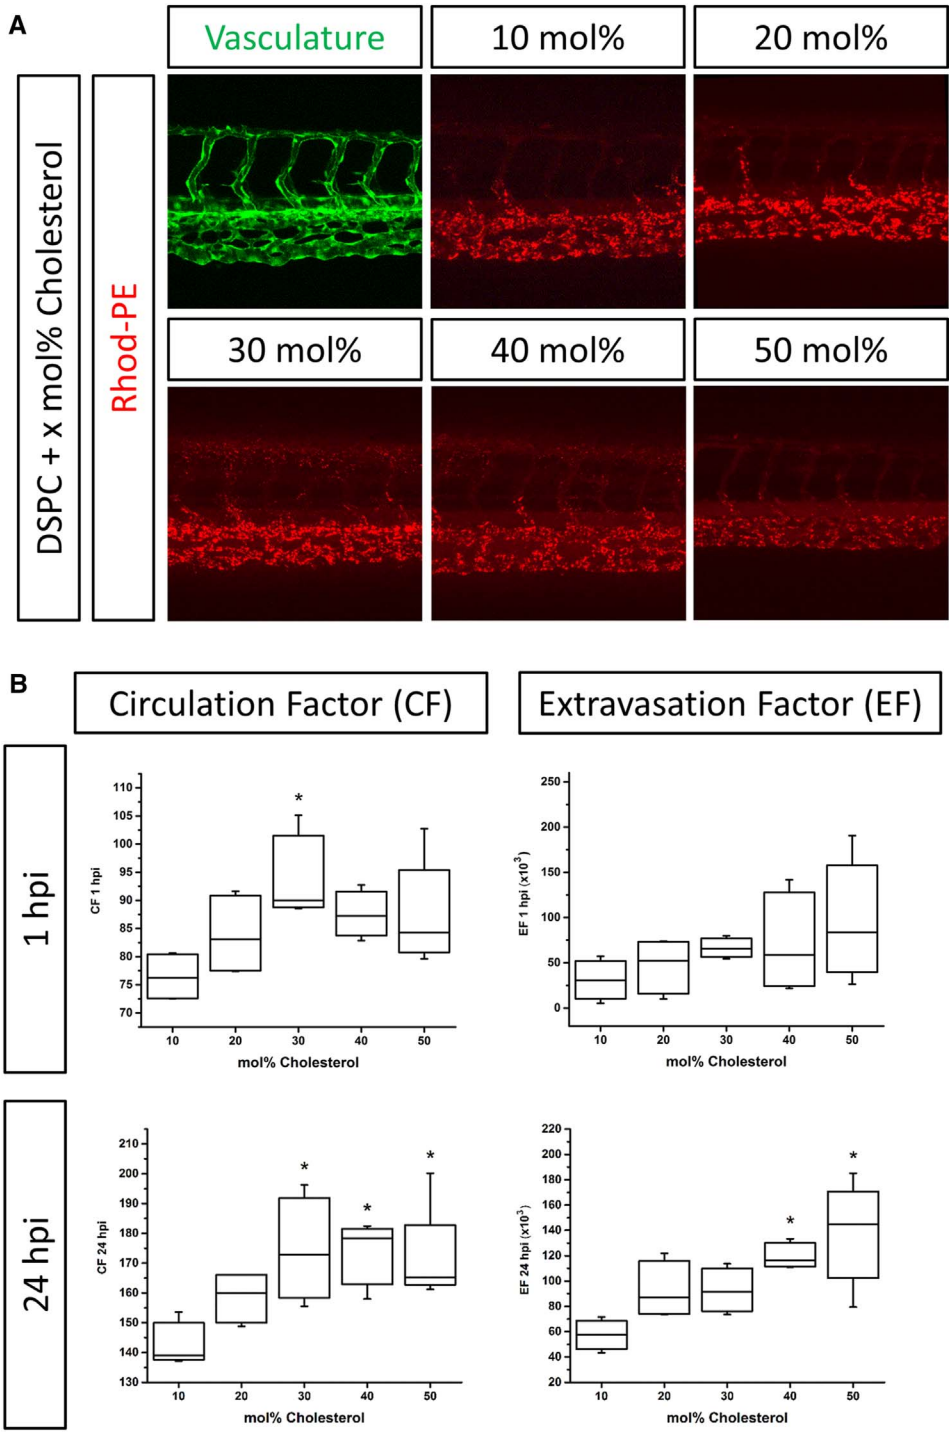 A
Vasculature
10 mol%
20 mol%
DSPC + x mol% Cholesterol
Rhod-PE
30 mol%
40 mol%
50 mol%
B
Circulation Factor (CF)
Extravasation Factor (EF)
1 hpi
CF 1 hpi
110
105
100
95
90
85
80
75
70
*
10 20 30 40 50
mol% Cholesterol
EF 1 hpi (x10³)
250
200
150
100
50
0
10 20 30 40 50
mol% Cholesterol
24 hpi
CF 24 hpi
210
200
190
180
170
160
150
140
130
* * *
10 20 30 40 50
mol% Cholesterol
EF 24 hpi (x10³)
220
200
180
160
140
120
100
80
60
40
20
* *
10 20 30 40 50
mol% Cholesterol